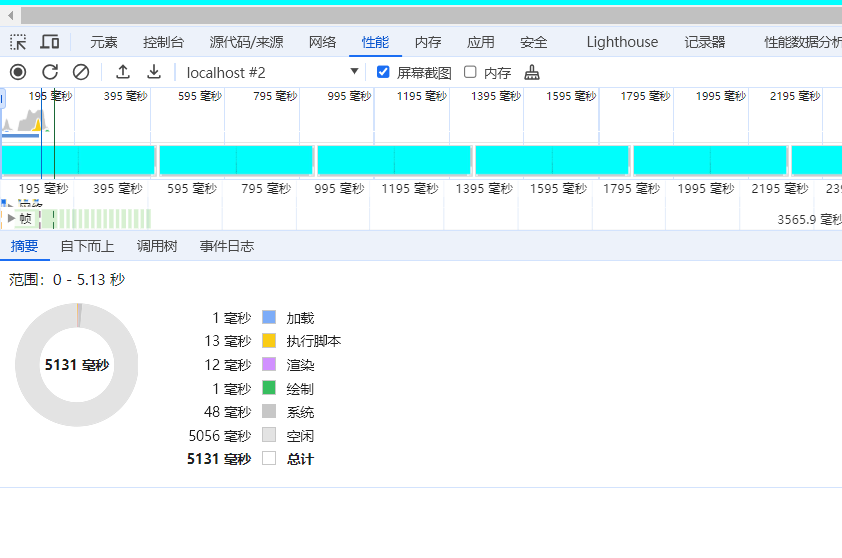 元素 控制台 源代码/来源 网络 性能 内存 应用 安全 Lighthouse 记录器 性能数据分析
localhost #2 屏幕截图 内存
195 毫秒 395 毫秒 595 毫秒 795 毫秒 995 毫秒 1195 毫秒 1395 毫秒 1595 毫秒 1795 毫秒 1995 毫秒 2195 毫秒
195 毫秒 395 毫秒 595 毫秒 795 毫秒 995 毫秒 1195 毫秒 1395 毫秒 1595 毫秒 1795 毫秒 1995 毫秒 2195 毫秒 239
帧 3565.9 毫秒
摘要 自下而上 调用树 事件日志
范围：0 - 5.13 秒
1 毫秒 加载
13 毫秒 执行脚本
12 毫秒 渲染
5131 毫秒
1 毫秒 绘制
48 毫秒 系统
5056 毫秒 空闲
5131 毫秒 总计